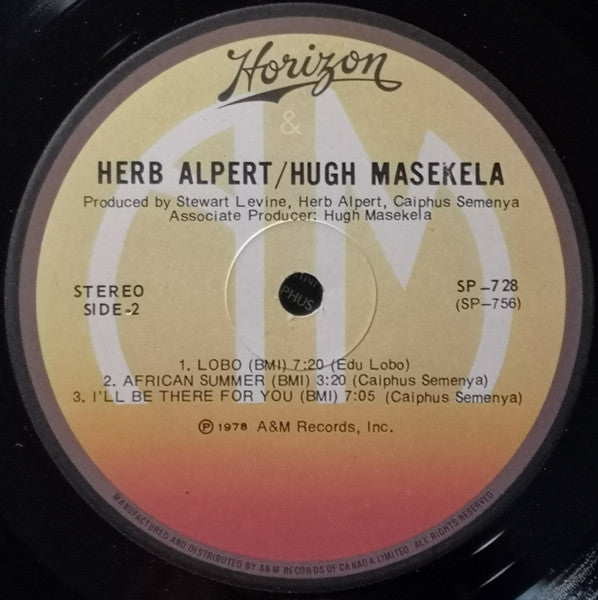 Horizon
&
AM
HERB ALPERT/HUGH MASEKELA
Produced by Stewart Levine, Herb Alpert, Caiphus Semenya
Associate Producer: Hugh Masekela
STEREO
SIDE-2
SP-728
(SP-756)
PHUS
1. LOBO (BMI) 7:20 (Edu Lobo)
2. AFRICAN SUMMER (BMI) 3:20 (Caiphus Semenya)
3. I'LL BE THERE FOR YOU (BMI) 7:05 (Caiphus Semenya)
℗ 1978 A&M Records, Inc.
MANUFACTURED AND DISTRIBUTED BY A&M RECORDS OF CANADA LIMITED. ALL RIGHTS RESERVED